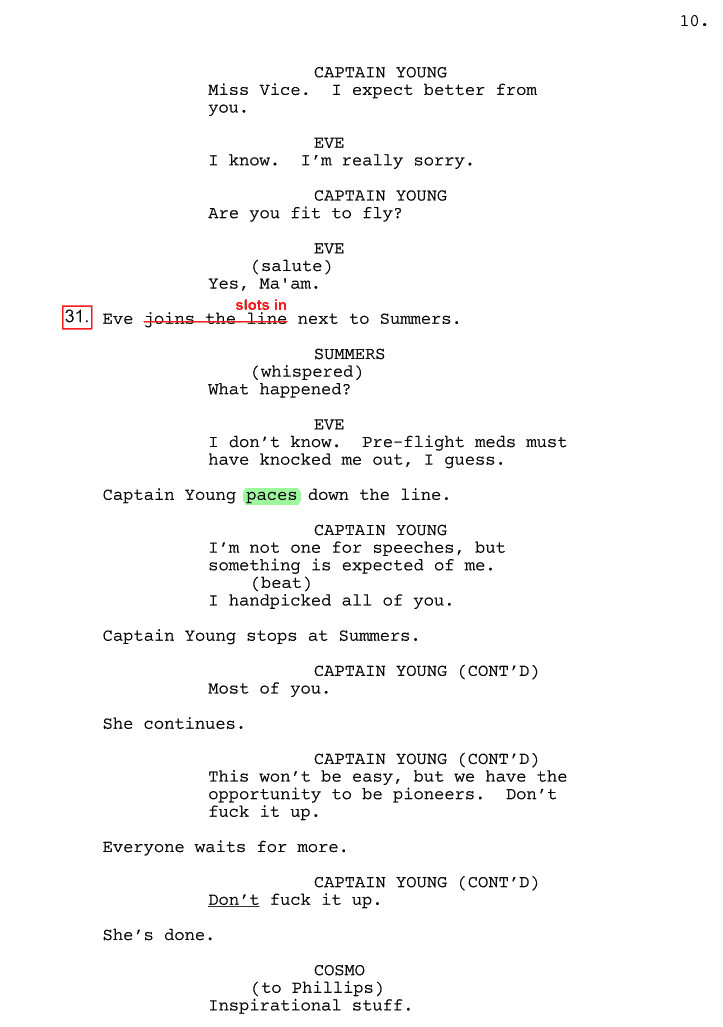 10.
CAPTAIN YOUNG
Miss Vice.  I expect better from
you.
EVE
I know.  I’m really sorry.
CAPTAIN YOUNG
Are you fit to fly?
EVE
(salute)
Yes, Ma'am.
slots in
31. Eve joins the line next to Summers.
SUMMERS
(whispered)
What happened?
EVE
I don’t know.  Pre-flight meds must
have knocked me out, I guess.
Captain Young paces down the line.
CAPTAIN YOUNG
I’m not one for speeches, but
something is expected of me.
(beat)
I handpicked all of you.
Captain Young stops at Summers.
CAPTAIN YOUNG (CONT’D)
Most of you.
She continues.
CAPTAIN YOUNG (CONT’D)
This won’t be easy, but we have the
opportunity to be pioneers.  Don’t
fuck it up.
Everyone waits for more.
CAPTAIN YOUNG (CONT’D)
Don’t fuck it up.
She’s done.
COSMO
(to Phillips)
Inspirational stuff.